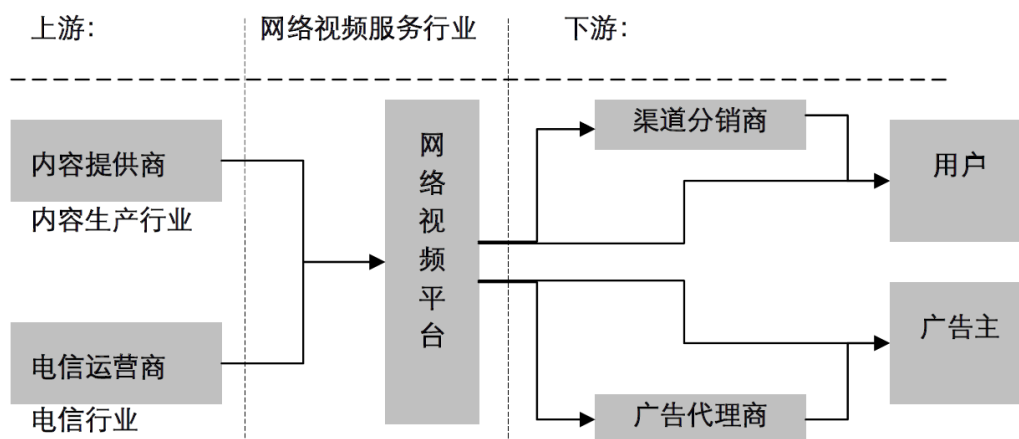 上游：
网络视频服务行业
下游：
内容提供商
内容生产行业
电信运营商
电信行业
网络视频平台
渠道分销商
用户
广告主
广告代理商